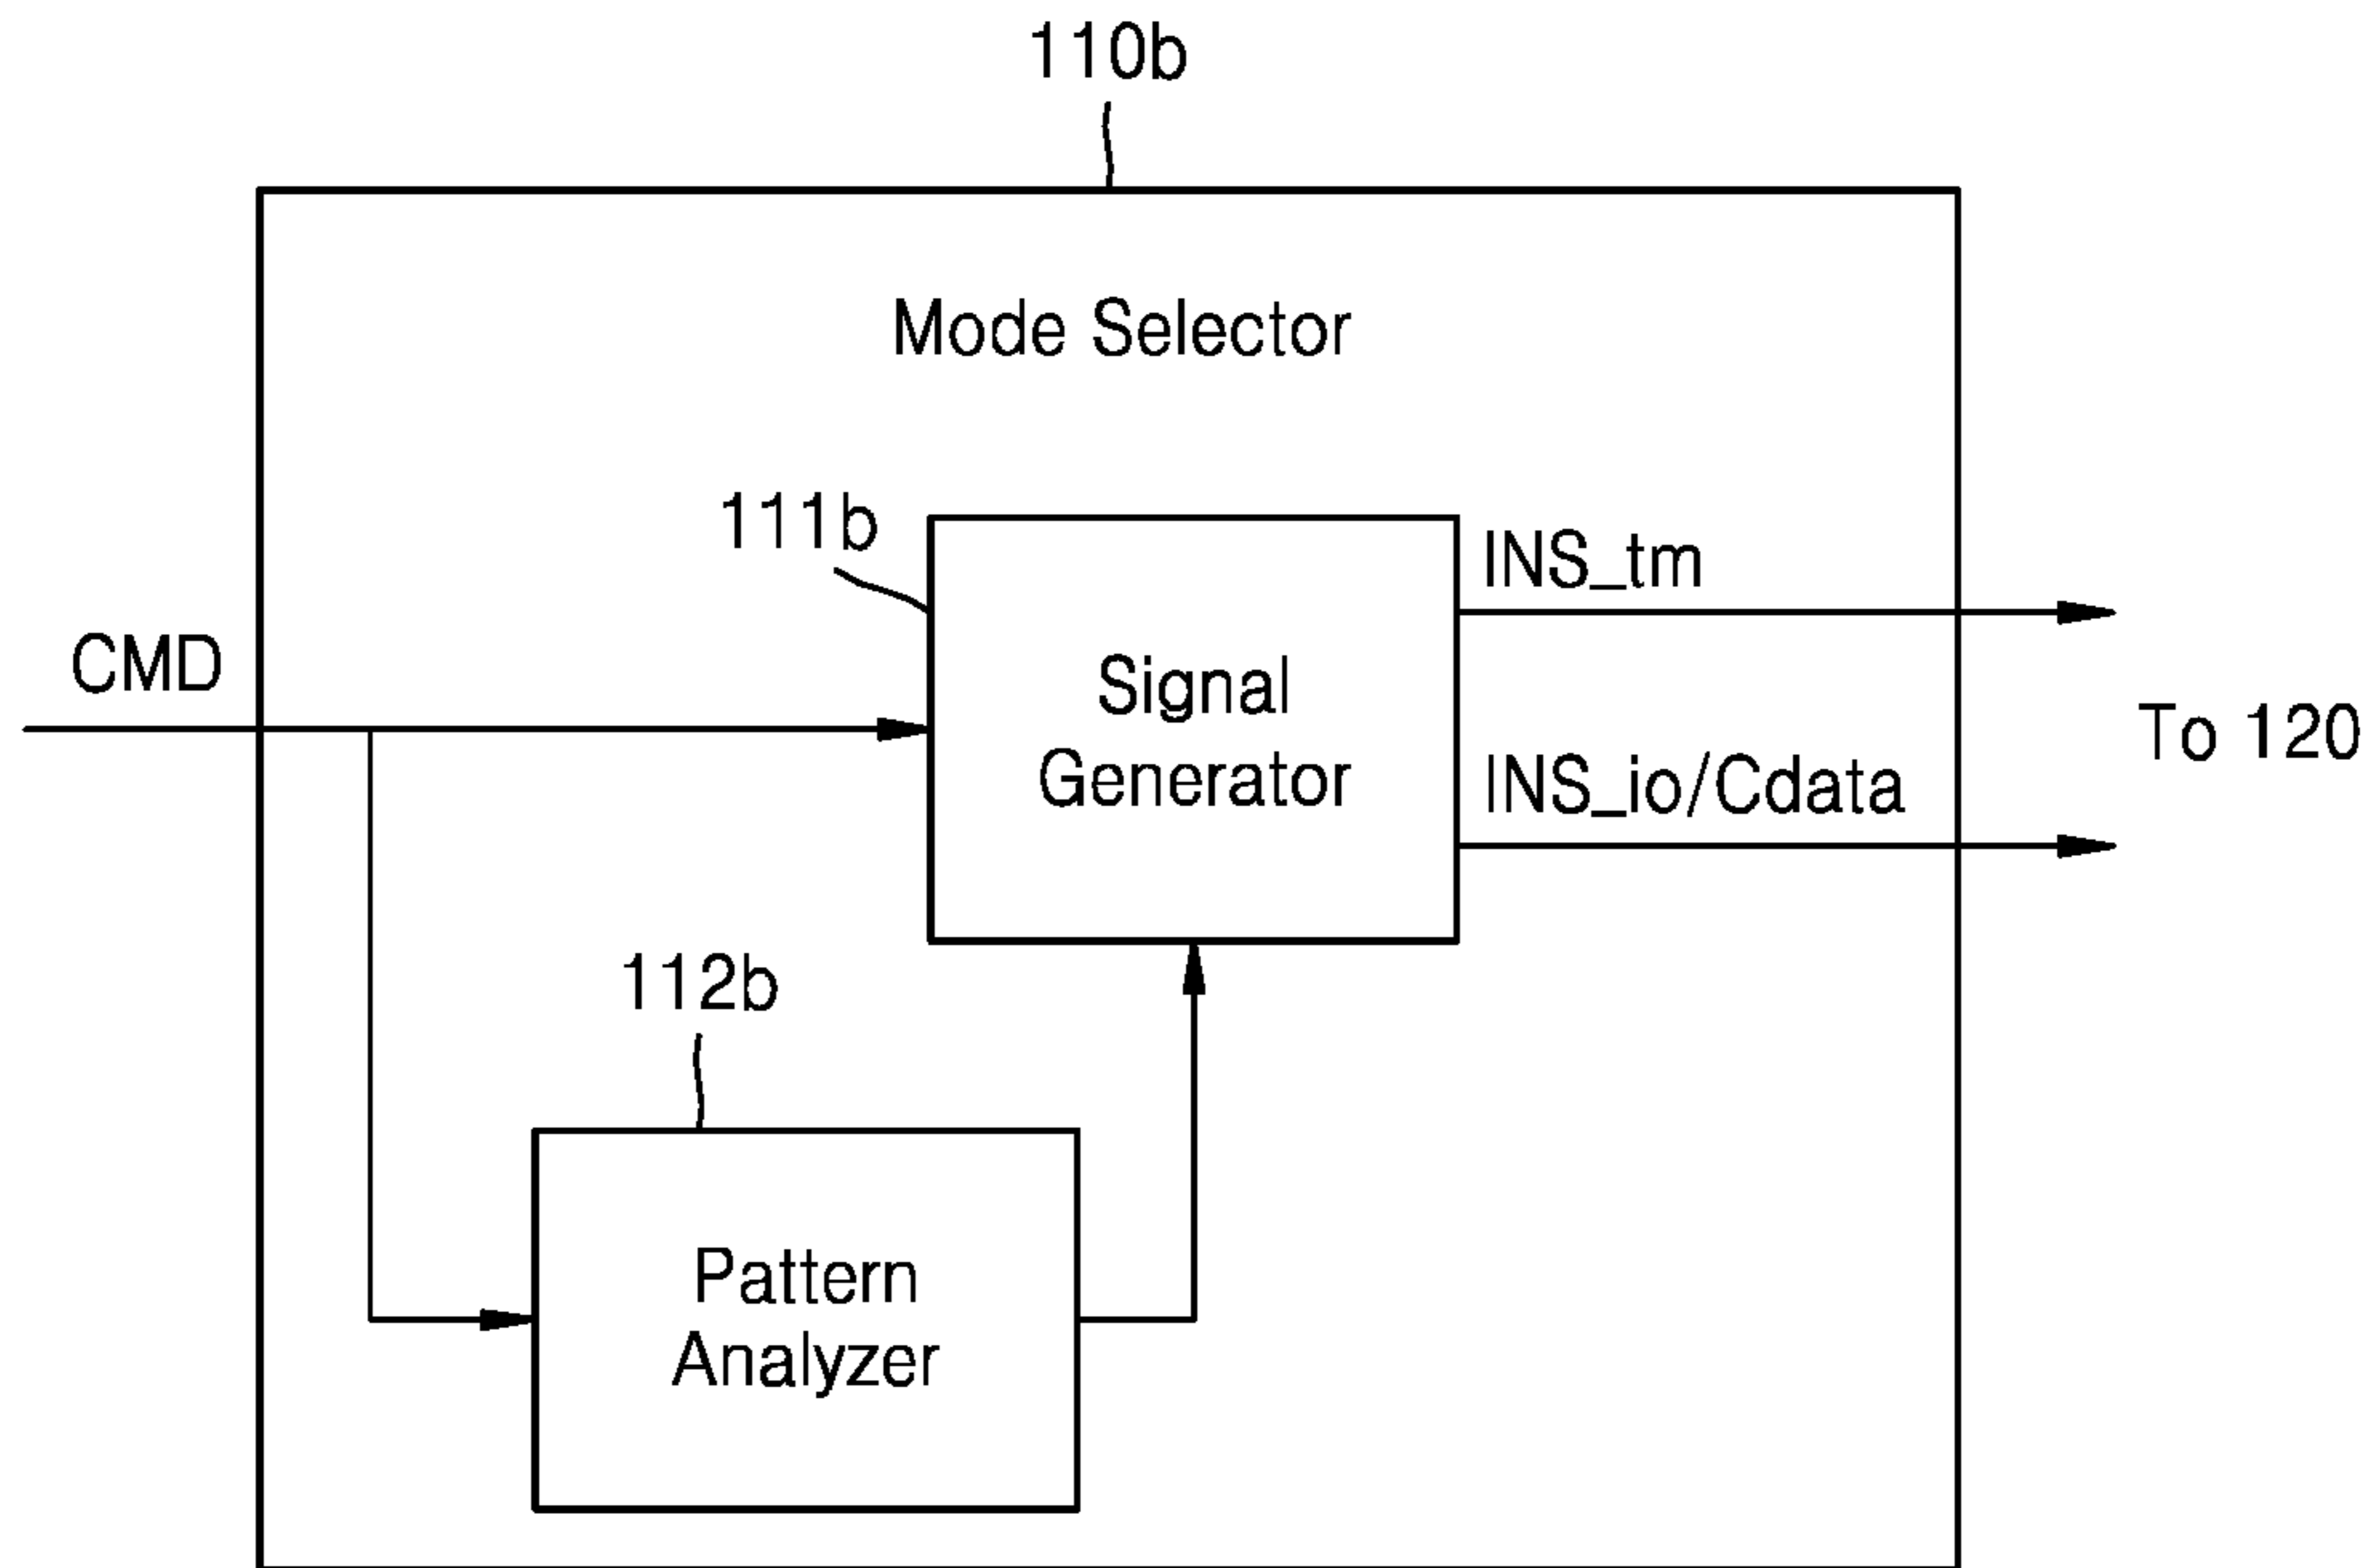 110b
Mode Selector
111b
INS_tm
CMD
Signal
Generator
To 120
INS_io/Cdata
112b
Pattern
Analyzer